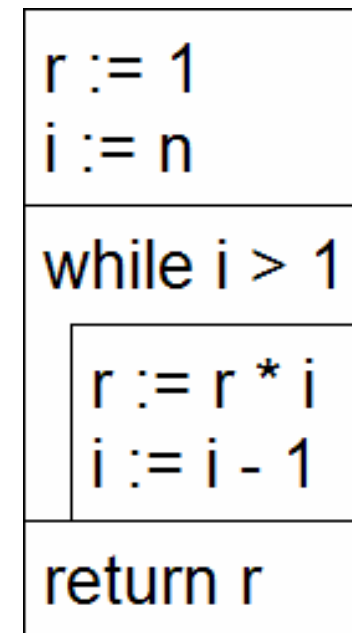 r := 1
i := n
while i > 1
r := r * i
i := i - 1
return r